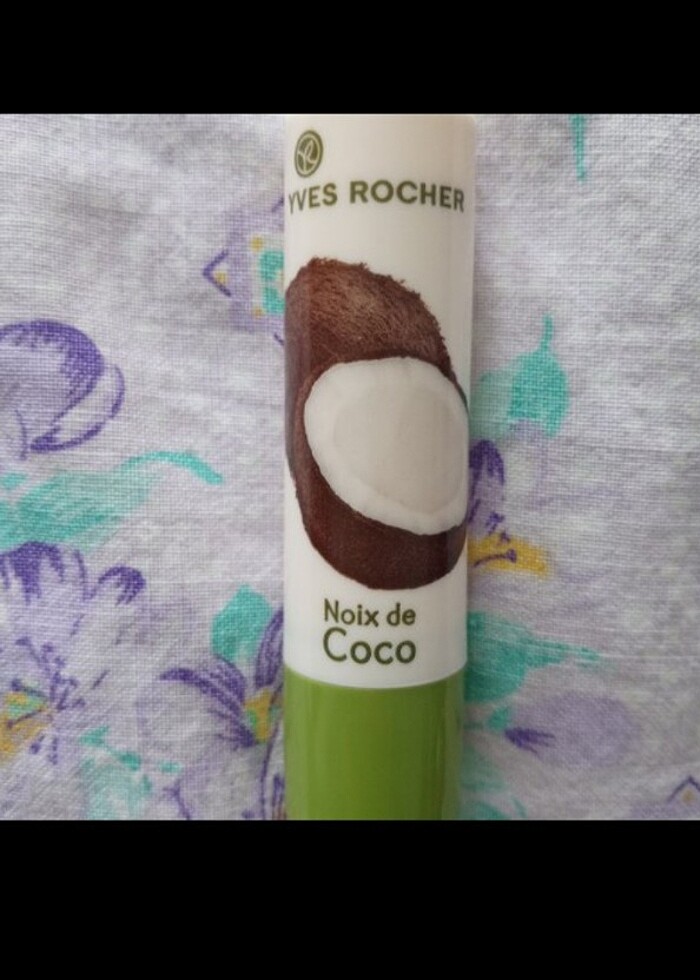 YVES ROCHER
Noix de
Coco